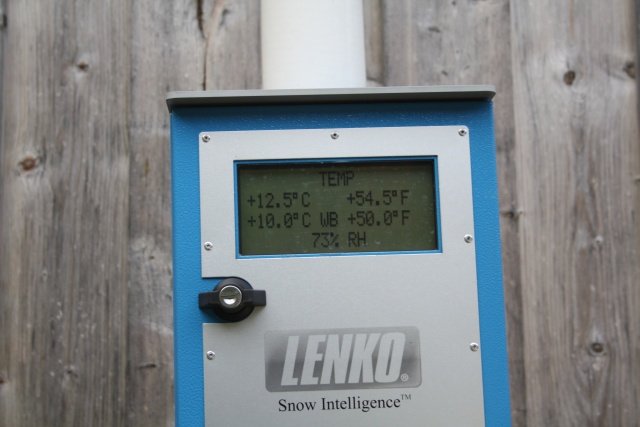 TEMP
+12.5°C +54.5°F
+10.0°C WB +50.0°F
73% RH
LENKO®
Snow Intelligence™